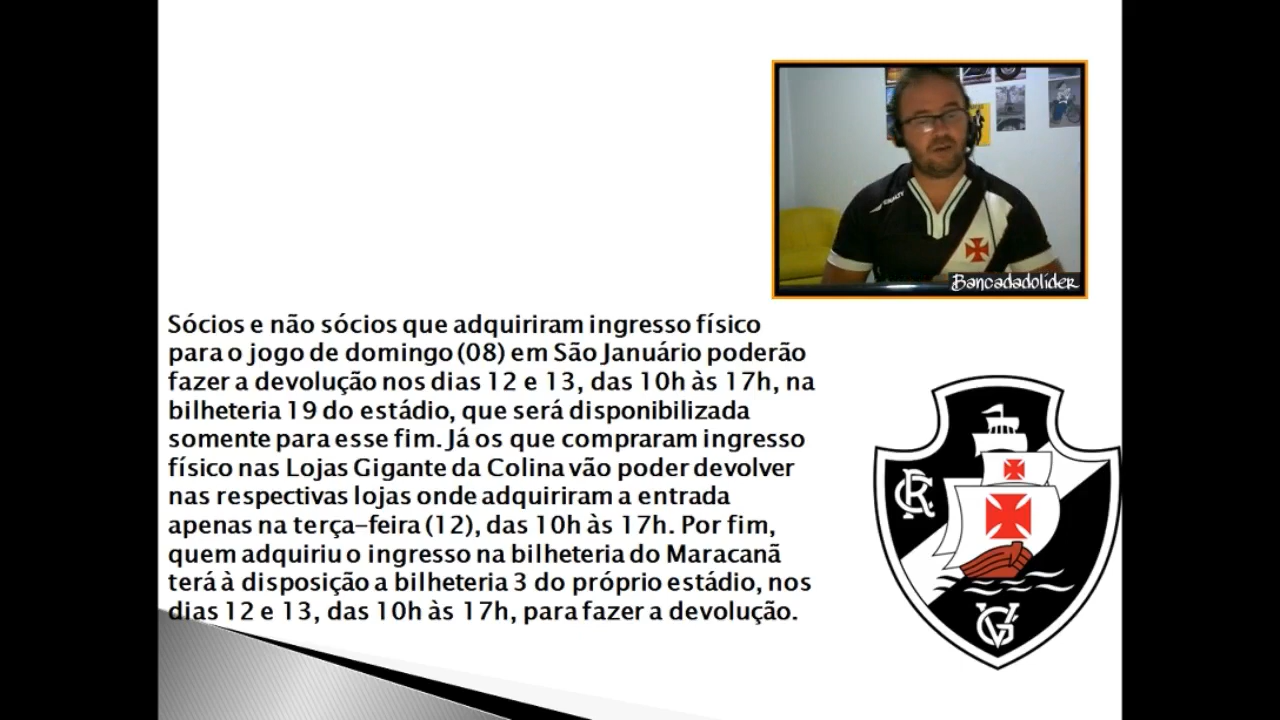 PENALTY
Bancadadolider
Sócios e não sócios que adquiriram ingresso físico
para o jogo de domingo (08) em São Januário poderão
fazer a devolução nos dias 12 e 13, das 10h às 17h, na
bilheteria 19 do estádio, que será disponibilizada
somente para esse fim. Já os que compraram ingresso
físico nas Lojas Gigante da Colina vão poder devolver
nas respectivas lojas onde adquiriram a entrada
apenas na terça-feira (12), das 10h às 17h. Por fim,
quem adquiriu o ingresso na bilheteria do Maracanã
terá à disposição a bilheteria 3 do próprio estádio, nos
dias 12 e 13, das 10h às 17h, para fazer a devolução.
CR
VG